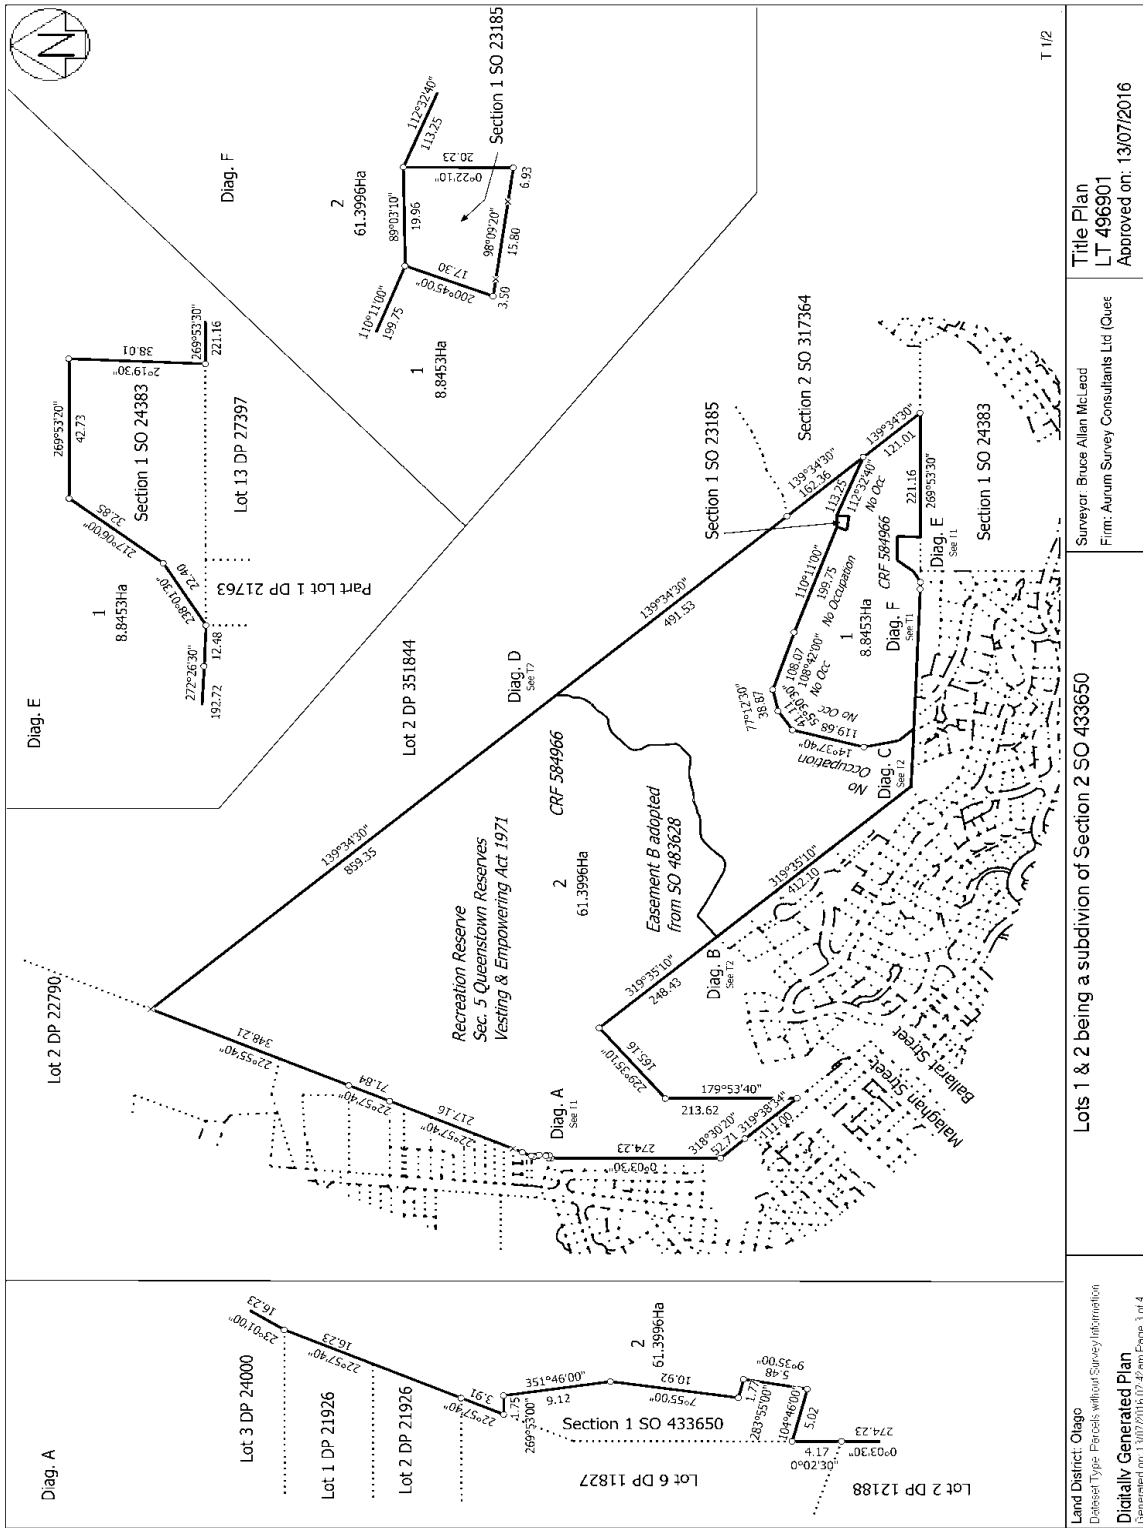 Diag. A
Lot 3 DP 24000
Lot 1 DP 21926
Lot 2 DP 21926
23°01'00"
16.23
22°57'40"
16.23
22°57'40"
3.91
269°53'00"
1.75
351°46'00"
9.12
7°55'00"
10.92
283°55'00"
1.77
9°35'00"
5.48
104°46'00"
5.02
0°02'30"
4.17
0°03'30"
274.23
2
61.3996Ha
Section 1 SO 433650
Lot 6 DP 11827
Lot 2 DP 12188
Lot 2 DP 22790
22°55'40"
348.21
22°57'40"
71.84
22°57'40"
217.16
Diag. A
See T1
0°03'30"
274.23
318°30'20"
52.71
319°38'34"
111.00
179°53'40"
213.62
229°35'10"
165.16
319°35'10"
248.43
Diag. B
See T2
319°35'10"
412.10
Malaghan Street
Ballarat Street
Recreation Reserve
Sec. 5 Queenstown Reserves
Vesting & Empowering Act 1971
2
61.3996Ha
CRF 584966
Easement B adopted
from SO 483628
139°34'30"
859.35
Lot 2 DP 351844
Diag. D
See T2
139°34'30"
491.53
139°34'30"
162.36
139°34'30"
121.01
Section 1 SO 23185
Section 2 SO 317364
Section 1 SO 24383
Diag. C
See T2
No
Occupation
14°37'40"
119.68
No Occ
55°30'30"
41.11
77°12'30"
38.87
108°42'00"
108.07
No Occ
110°11'00"
199.75
No Occupation
112°32'40"
113.25
No Occ
1
8.8453Ha
CRF 584966
Diag. F
See T1
Diag. E
See T1
221.16
269°53'30"
Diag. E
272°26'30"
192.72
12.48
238°01'30"
22.40
217°06'00"
32.85
269°53'20"
42.73
2°19'30"
38.01
269°53'30"
221.16
1
8.8453Ha
Section 1 SO 24383
Lot 13 DP 27397
Part Lot 1 DP 21763
Diag. F
2
61.3996Ha
1
8.8453Ha
110°11'00"
199.75
89°03'10"
19.96
112°32'40"
113.25
0°22'10"
20.23
200°45'00"
17.30
98°09'20"
15.80
3.50
6.93
Section 1 SO 23185
N
T 1/2
Land District: Otago
Dataset Type: Parcels without Survey Information
Digitally Generated Plan
Generated on: 13/07/2016 07:42am Page 3 of 4
Lots 1 & 2 being a subdivision of Section 2 SO 433650
Surveyor: Bruce Allan McLeod
Firm: Aurum Survey Consultants Ltd (Quee
Title Plan
LT 496901
Approved on: 13/07/2016